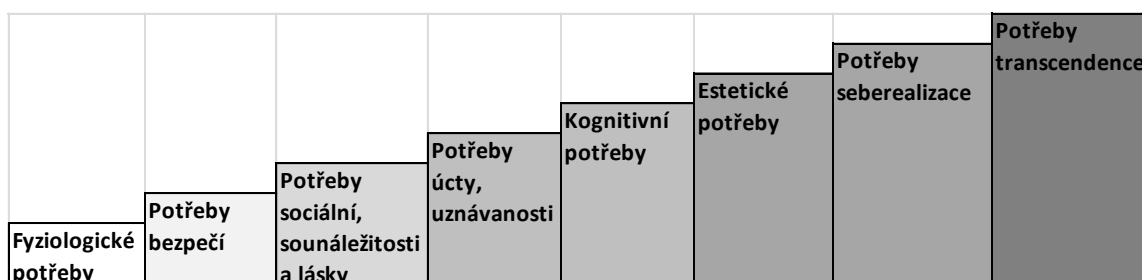 Fyziologické
potřeby
Potřeby
bezpečí
Potřeby
sociální,
sounáležitosti
a lásky
Potřeby
úcty,
uznávanosti
Kognitivní
potřeby
Estetické
potřeby
Potřeby
seberealizace
Potřeby
transcendence